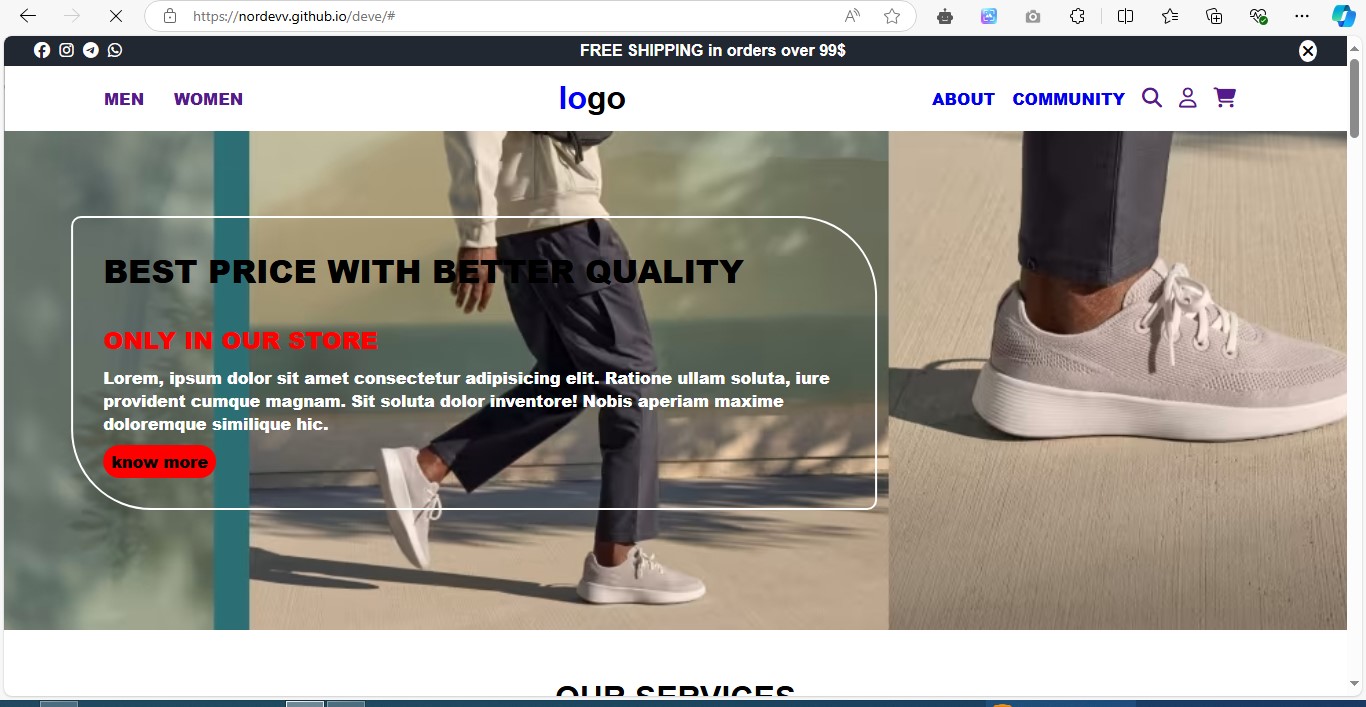 https://nordevv.github.io/deve/#
FREE SHIPPING in orders over 99$
MEN WOMEN logo ABOUT COMMUNITY
BEST PRICE WITH BETTER QUALITY
ONLY IN OUR STORE
Lorem, ipsum dolor sit amet consectetur adipisicing elit. Ratione ullam soluta, iure
provident cumque magnam. Sit soluta dolor inventore! Nobis aperiam maxime
doloremque similique hic.
know more
OUR SERVICES